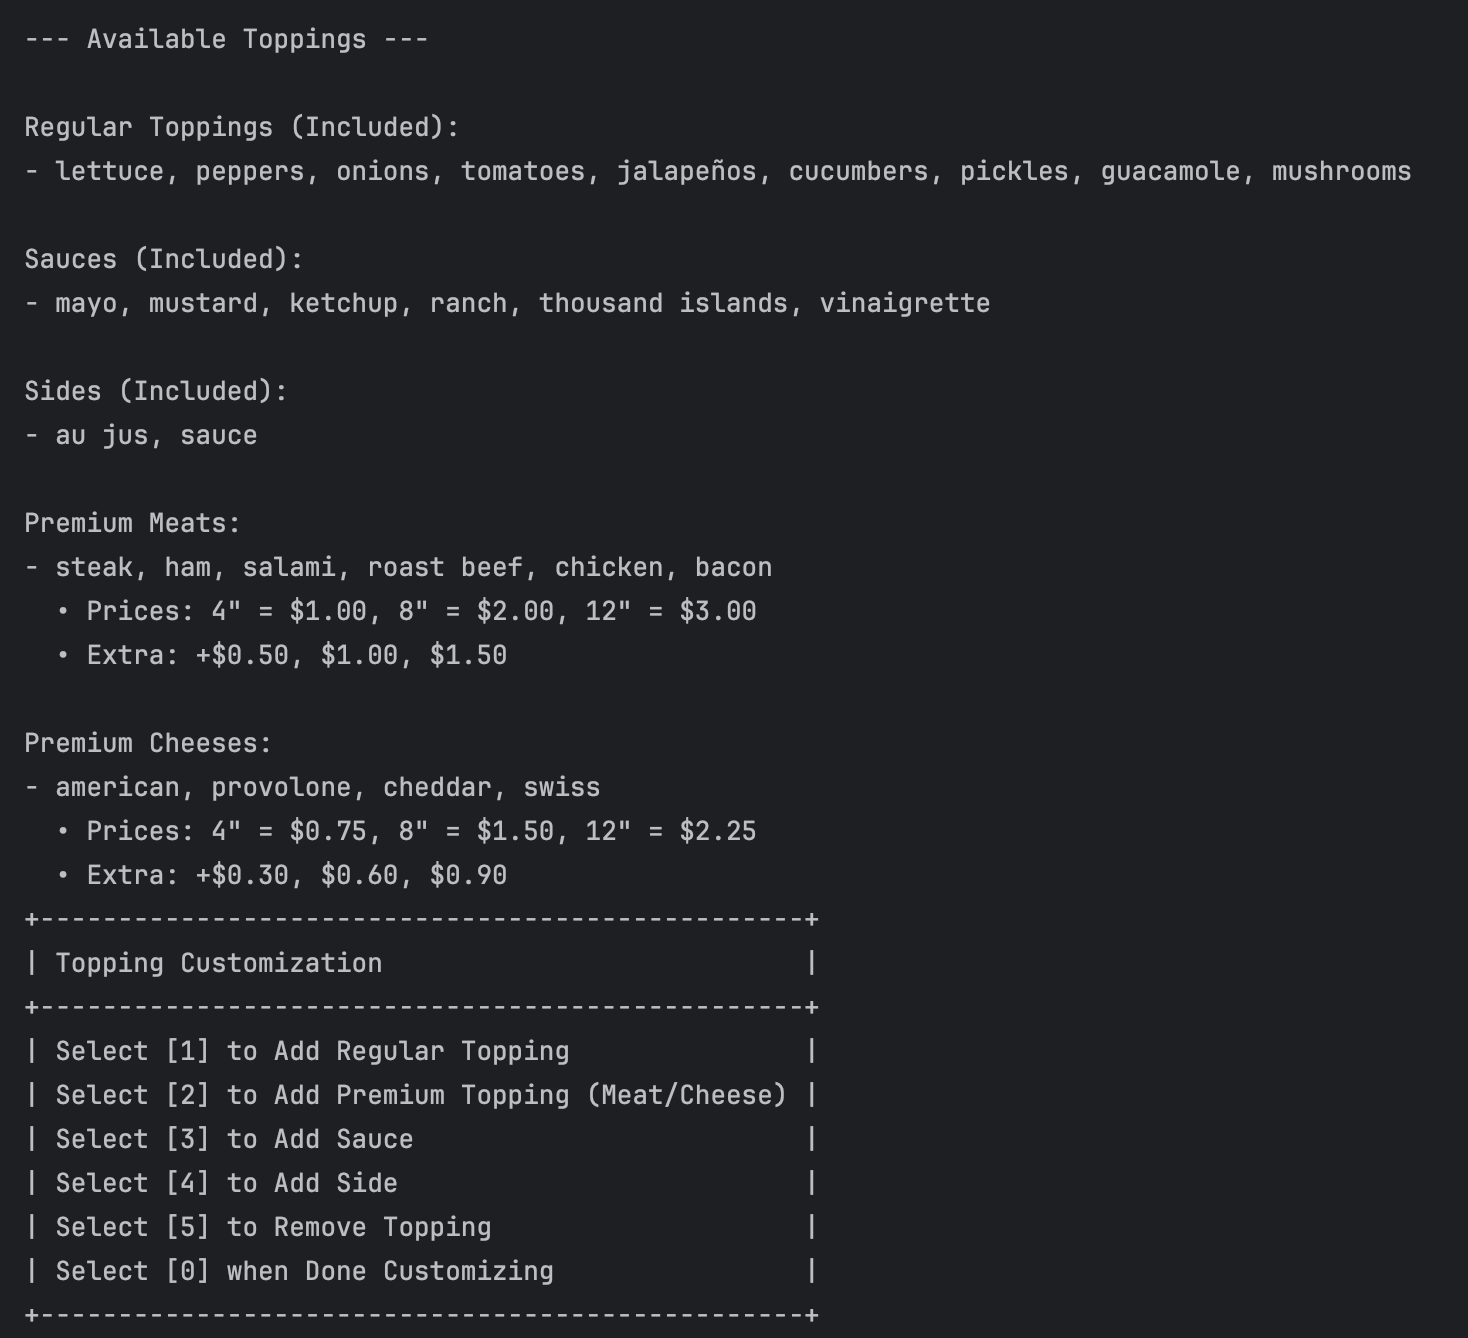 --- Available Toppings ---
Regular Toppings (Included):
- lettuce, peppers, onions, tomatoes, jalapeños, cucumbers, pickles, guacamole, mushrooms
Sauces (Included):
- mayo, mustard, ketchup, ranch, thousand islands, vinaigrette
Sides (Included):
- au jus, sauce
Premium Meats:
- steak, ham, salami, roast beef, chicken, bacon
  • Prices: 4" = $1.00, 8" = $2.00, 12" = $3.00
  • Extra: +$0.50, $1.00, $1.50
Premium Cheeses:
- american, provolone, cheddar, swiss
  • Prices: 4" = $0.75, 8" = $1.50, 12" = $2.25
  • Extra: +$0.30, $0.60, $0.90
+-------------------------------------------------+
| Topping Customization                           |
+-------------------------------------------------+
| Select [1] to Add Regular Topping               |
| Select [2] to Add Premium Topping (Meat/Cheese) |
| Select [3] to Add Sauce                         |
| Select [4] to Add Side                          |
| Select [5] to Remove Topping                    |
| Select [0] when Done Customizing                |
+-------------------------------------------------+